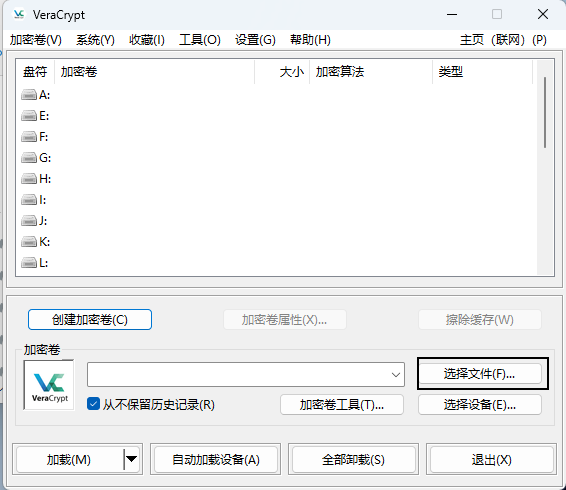 VeraCrypt
加密卷(V) 系统(Y) 收藏(I) 工具(O) 设置(G) 帮助(H) 主页（联网）(P)
盘符 加密卷 大小 加密算法 类型
A:
E:
F:
G:
H:
I:
J:
K:
L:
创建加密卷(C) 加密卷属性(X)... 擦除缓存(W)
加密卷
VeraCrypt
选择文件(F)...
从不保留历史记录(R) 加密卷工具(T)... 选择设备(E)...
加载(M) 自动加载设备(A) 全部卸载(S) 退出(X)